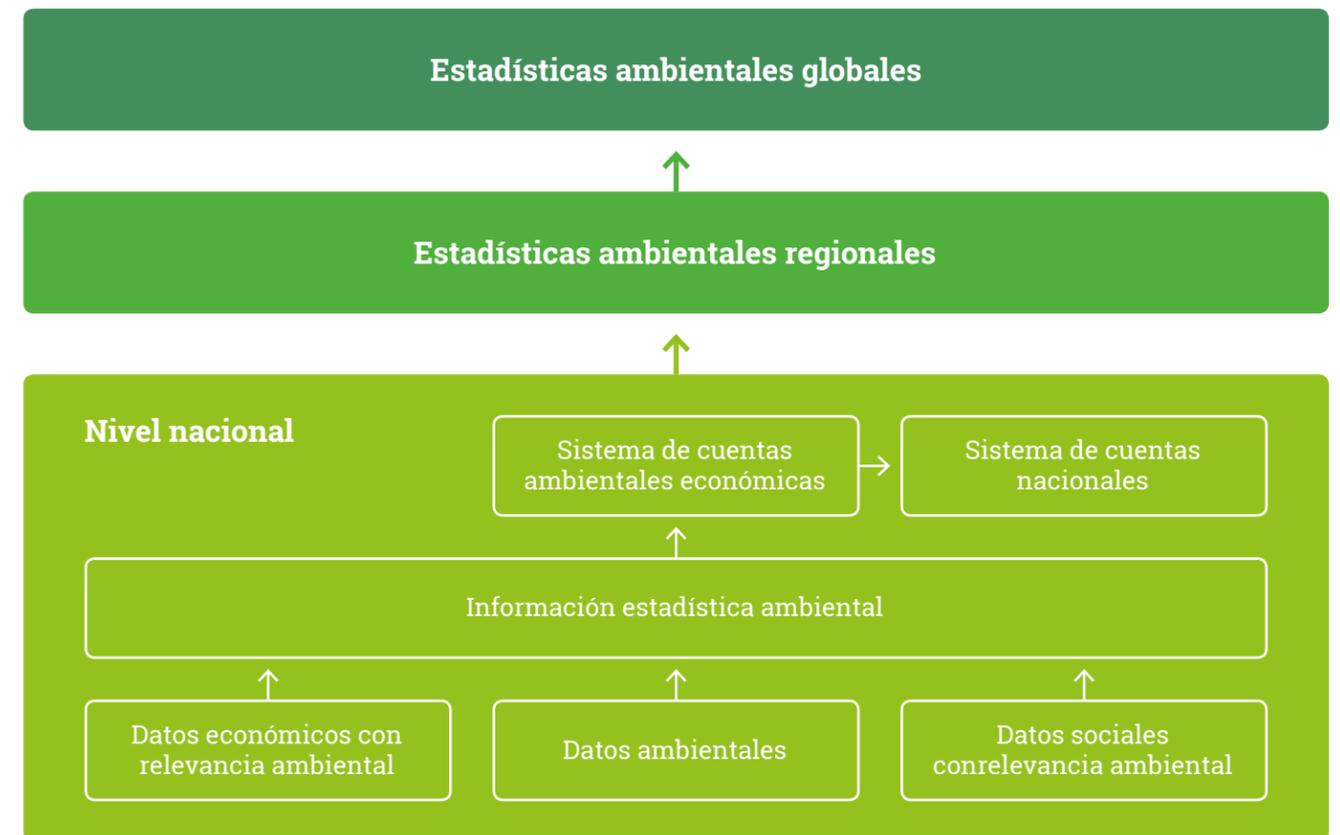 Estadísticas ambientales globales
Estadísticas ambientales regionales
Nivel nacional
Sistema de cuentas
ambientales económicas
Sistema de cuentas
nacionales
Información estadística ambiental
Datos económicos con
relevancia ambiental
Datos ambientales
Datos sociales
conrelevancia ambiental